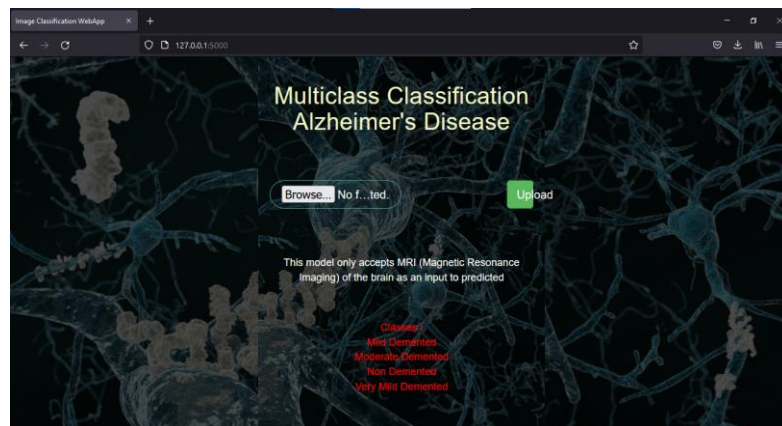 Image Classification WebApp
127.0.0.1:5000
Multiclass Classification
Alzheimer's Disease
Browse... No f...ted. Upload
This model only accepts MRI (Magnetic Resonance
Imaging) of the brain as an input to predicted
Classes :
Mild Demented
Moderate Demented
Non Demented
Very Mild Demented